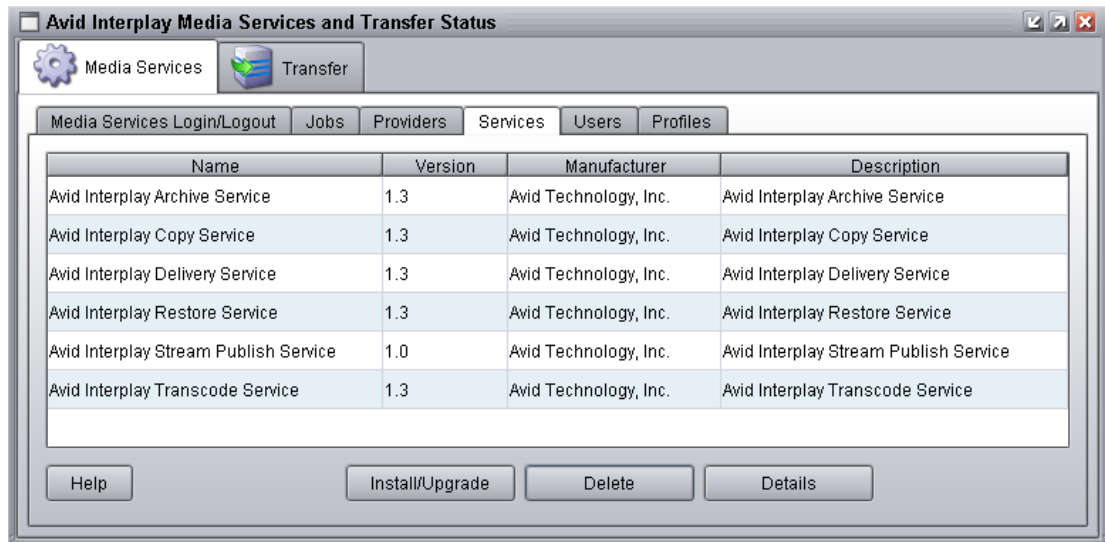 Avid Interplay Media Services and Transfer Status
Media Services Transfer
Media Services Login/Logout Jobs Providers Services Users Profiles
Name Version Manufacturer Description
Avid Interplay Archive Service 1.3 Avid Technology, Inc. Avid Interplay Archive Service
Avid Interplay Copy Service 1.3 Avid Technology, Inc. Avid Interplay Copy Service
Avid Interplay Delivery Service 1.3 Avid Technology, Inc. Avid Interplay Delivery Service
Avid Interplay Restore Service 1.3 Avid Technology, Inc. Avid Interplay Restore Service
Avid Interplay Stream Publish Service 1.0 Avid Technology, Inc. Avid Interplay Stream Publish Service
Avid Interplay Transcode Service 1.3 Avid Technology, Inc. Avid Interplay Transcode Service
Help Install/Upgrade Delete Details